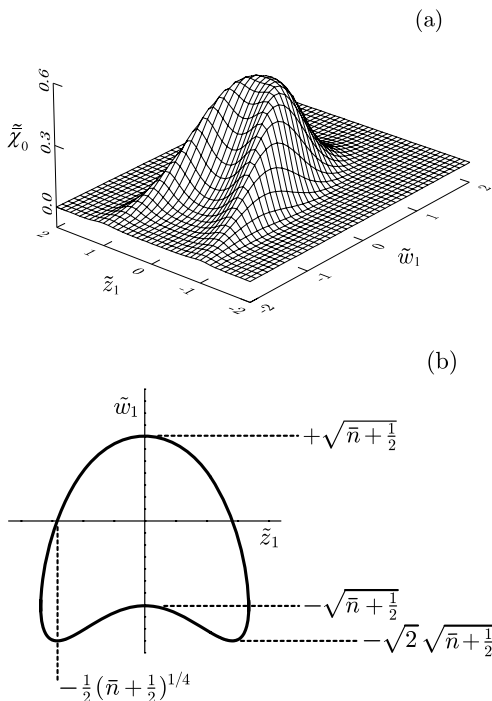 (a)
0.6
0.3
0.0
χ̃̄₀
2
1
0
-1
-2
z̃₁
-2
-1
0
1
2
w̃₁
(b)
w̃₁
+√(n̄+½)
z̃₁
−√(n̄+½)
−√2 √(n̄+½)
−½(n̄+½)^{1/4}